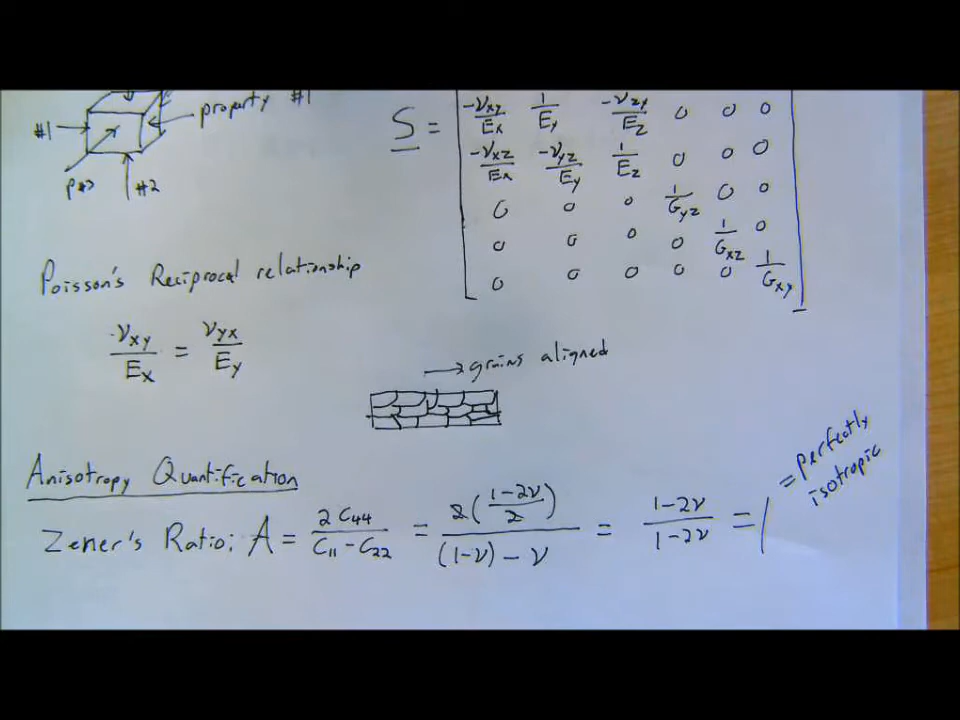 property #1
#1
P#3
#2
S =
-νxz/Ex 1/Ey -νzy/Ez 0 0 0
-νxz/Ex -νyz/Ey 1/Ez 0 0 0
0 0 0 1/Gyz 0 0
0 0 0 0 1/Gxz 0
0 0 0 0 0 1/Gxy
Poisson's Reciprocal relationship
-νxy/Ex = νyx/Ey
→ grains aligned
Anisotropy Quantification
Zener's Ratio: A = 2C44/(C11-C22) = 2((1-2ν)/2)/((1-ν)-ν) = (1-2ν)/(1-2ν) = 1
= perfectly
isotropic